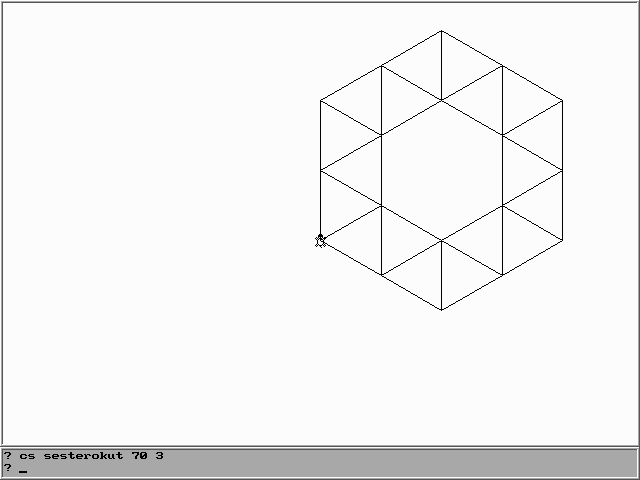 ? cs sesterokut 70 3
? _